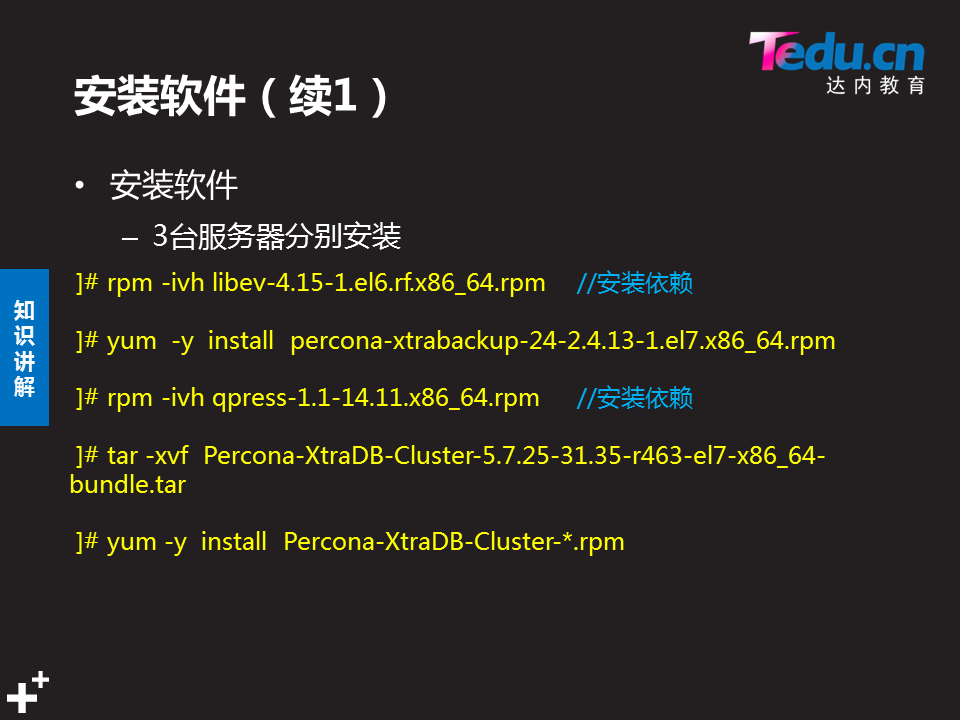 Tedu.cn
达内教育
安装软件（续1）
• 安装软件
– 3台服务器分别安装
]# rpm -ivh libev-4.15-1.el6.rf.x86_64.rpm //安装依赖
]# yum -y install percona-xtrabackup-24-2.4.13-1.el7.x86_64.rpm
]# rpm -ivh qpress-1.1-14.11.x86_64.rpm //安装依赖
]# tar -xvf Percona-XtraDB-Cluster-5.7.25-31.35-r463-el7-x86_64-
bundle.tar
]# yum -y install Percona-XtraDB-Cluster-*.rpm
知识讲解